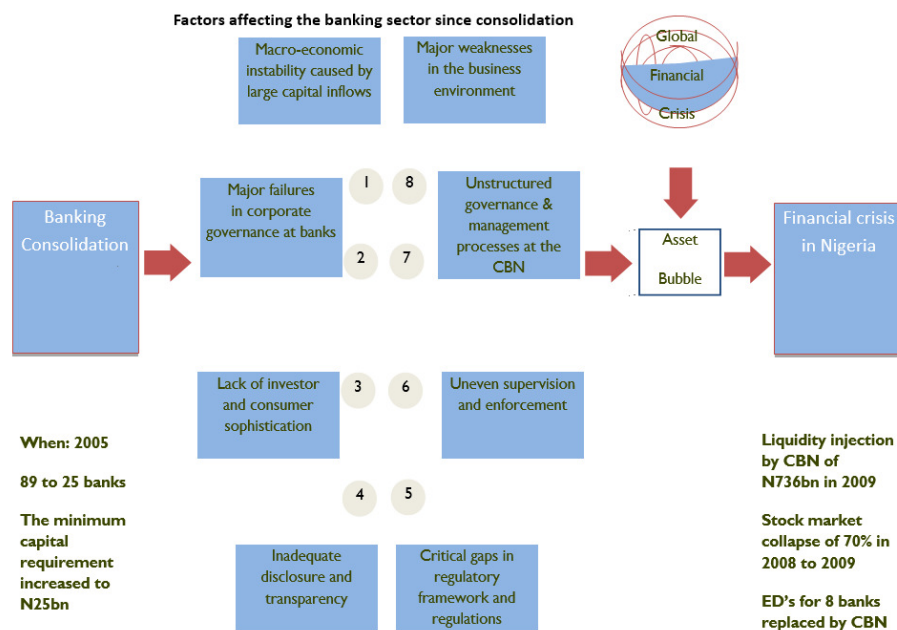 Factors affecting the banking sector since consolidation
Macro-economic
instability caused by
large capital inflows
Major weaknesses
in the business
environment
Global
Financial
Crisis
Banking
Consolidation
Major failures
in corporate
governance at banks
1
8
2
7
Unstructured
governance &
management
processes at the
CBN
Asset
Bubble
Financial crisis
in Nigeria
Lack of investor
and consumer
sophistication
3
6
Uneven supervision
and enforcement
4
5
Inadequate
disclosure and
transparency
Critical gaps in
regulatory
framework and
regulations
When: 2005
89 to 25 banks
The minimum
capital
requirement
increased to
N25bn
Liquidity injection
by CBN of
N736bn in 2009
Stock market
collapse of 70% in
2008 to 2009
ED's for 8 banks
replaced by CBN